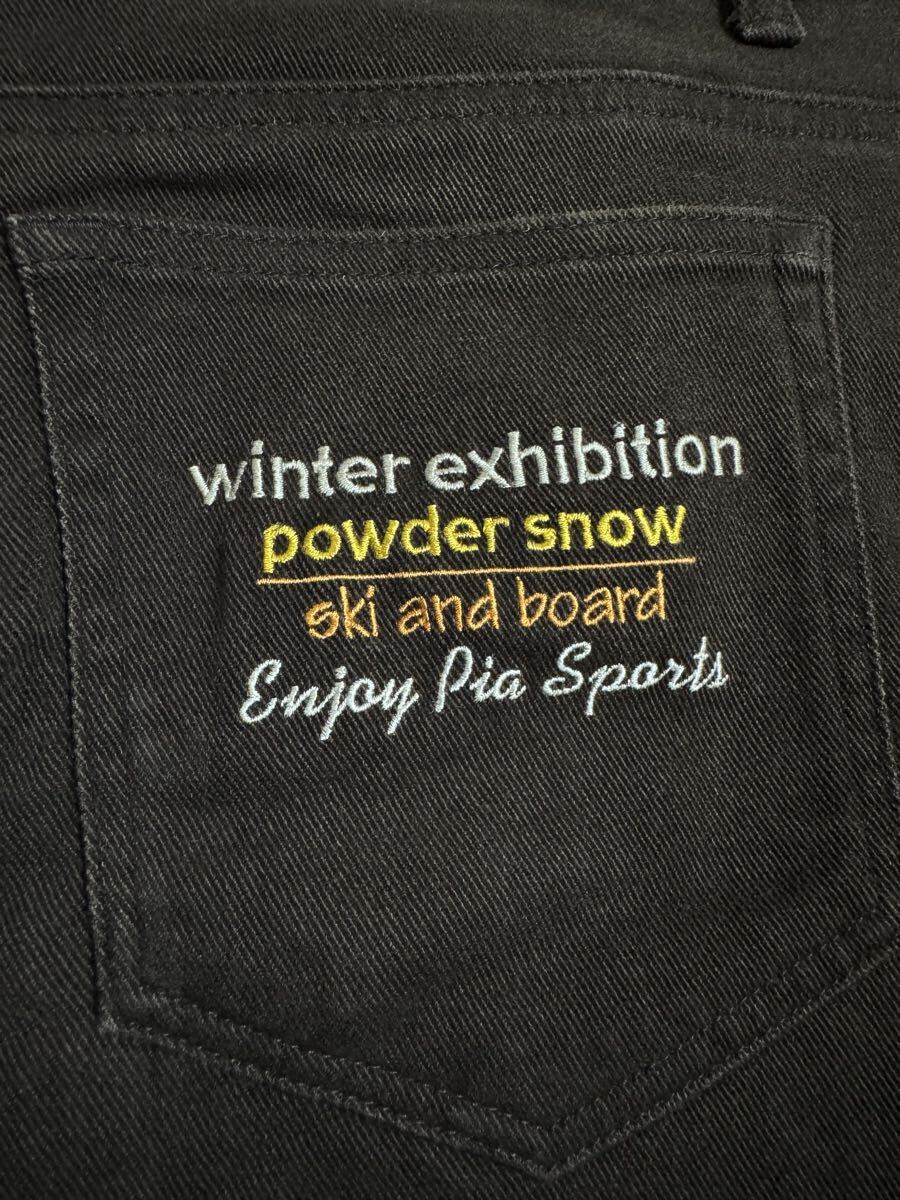 winter exhibition
powder snow
ski and board
Enjoy Pia Sports